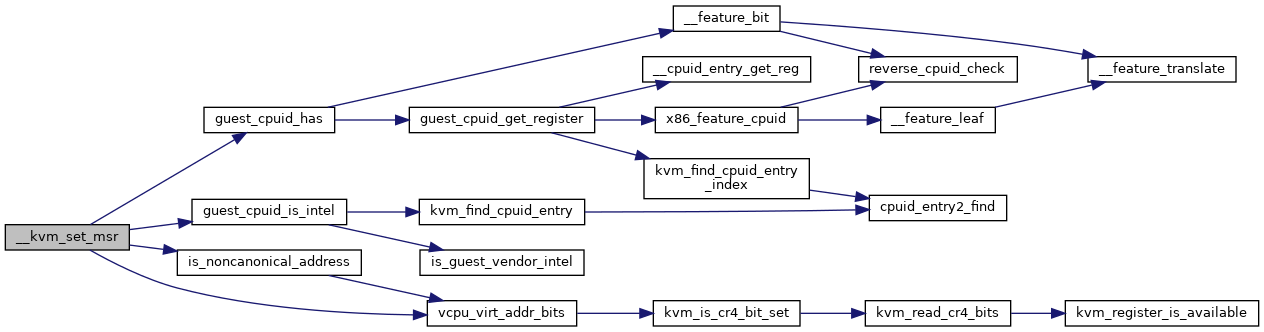 __feature_bit
__cpuid_entry_get_reg
reverse_cpuid_check
__feature_translate
guest_cpuid_has
guest_cpuid_get_register
x86_feature_cpuid
__feature_leaf
kvm_find_cpuid_entry
_index
guest_cpuid_is_intel
kvm_find_cpuid_entry
cpuid_entry2_find
__kvm_set_msr
is_noncanonical_address
is_guest_vendor_intel
vcpu_virt_addr_bits
kvm_is_cr4_bit_set
kvm_read_cr4_bits
kvm_register_is_available